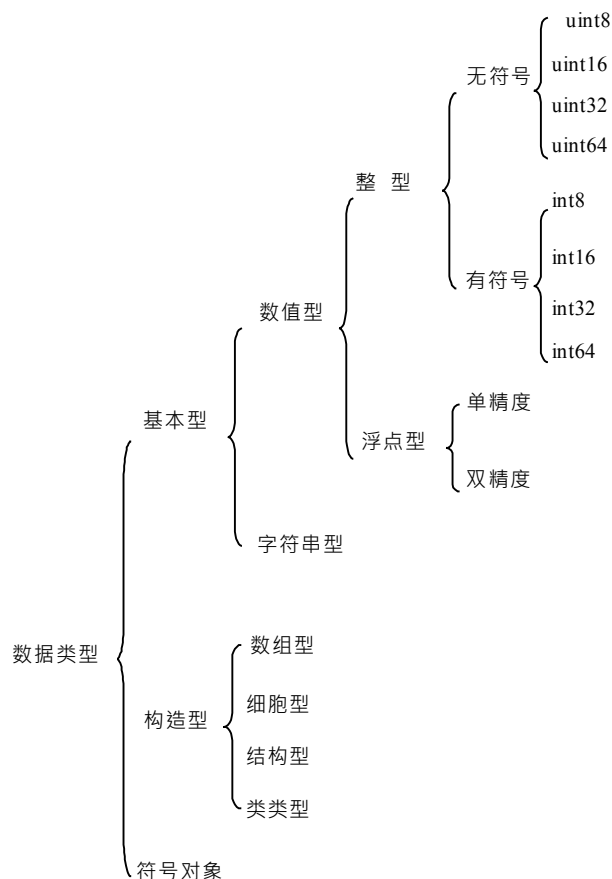 uint8
无符号
uint16
uint32
uint64
整 型
int8
有符号
int16
int32
int64
数值型
单精度
基本型
浮点型
双精度
字符串型
数据类型
数组型
细胞型
构造型
结构型
类类型
符号对象